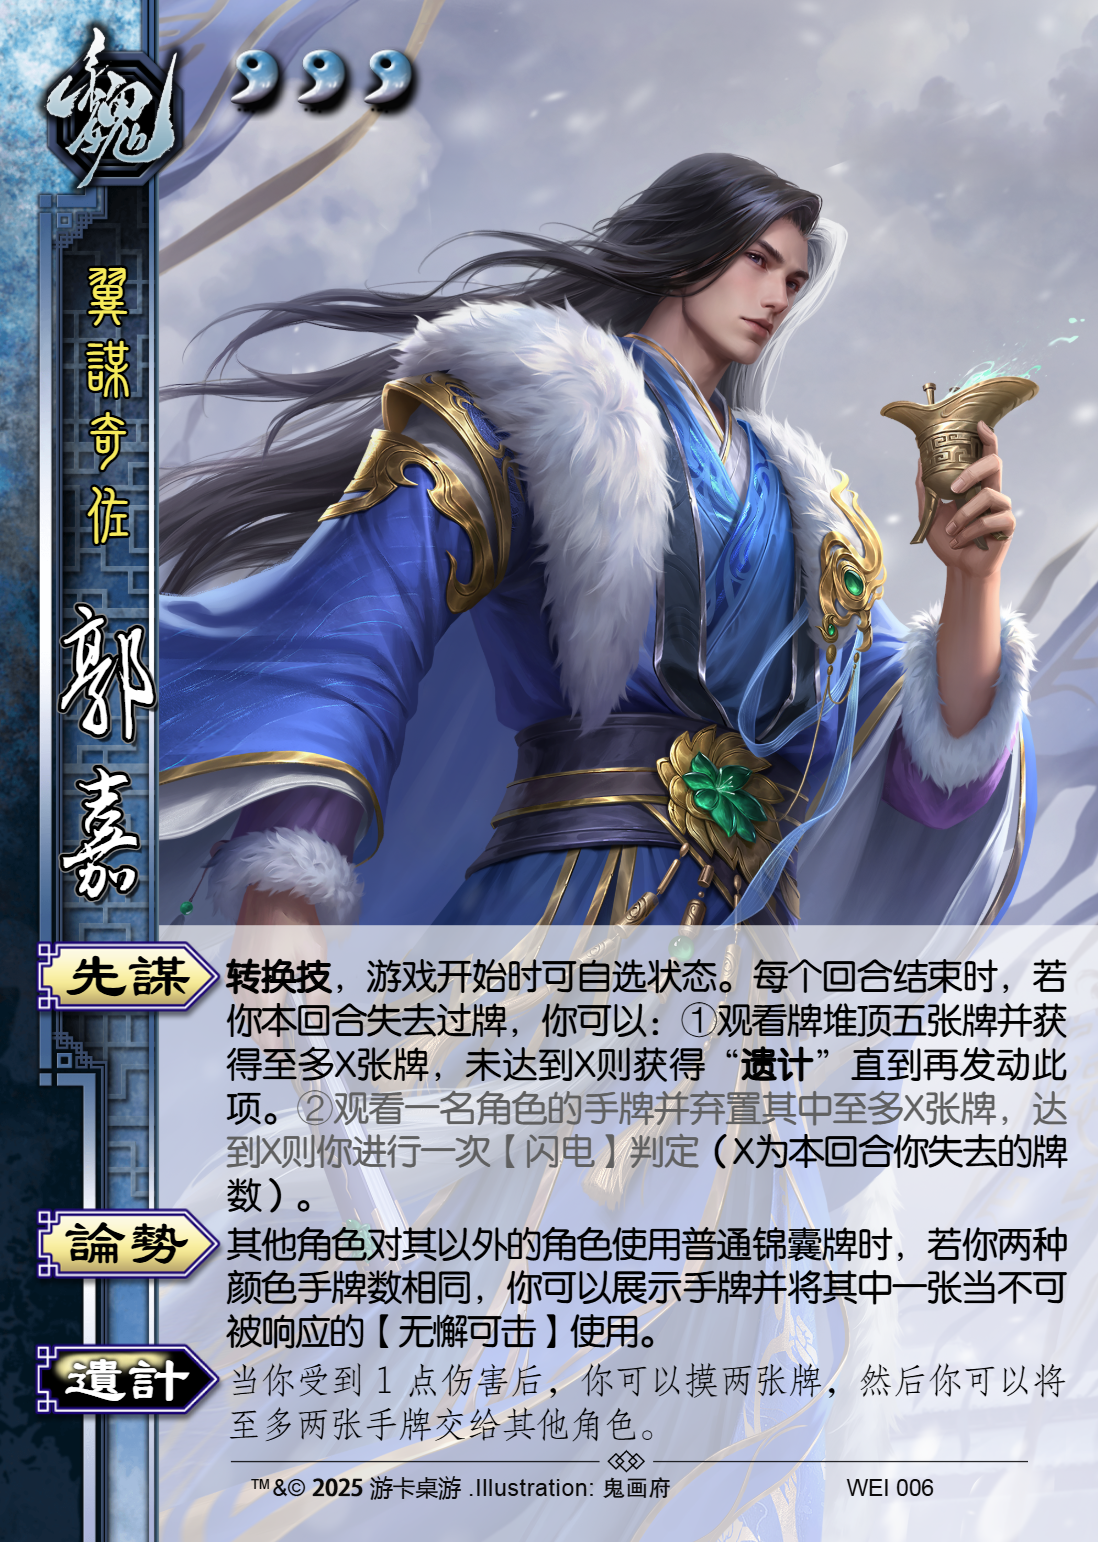 魏
翼謀奇佐
郭嘉
先謀
转换技，游戏开始时可自选状态。每个回合结束时，若
你本回合失去过牌，你可以：①观看牌堆顶五张牌并获
得至多X张牌，未达到X则获得“遗计”直到再发动此
项。②观看一名角色的手牌并弃置其中至多X张牌，达
到X则你进行一次【闪电】判定（X为本回合你失去的牌
数）。
論勢
其他角色对其以外的角色使用普通锦囊牌时，若你两种
颜色手牌数相同，你可以展示手牌并将其中一张当不可
被响应的【无懈可击】使用。
遺計
当你受到1点伤害后，你可以摸两张牌，然后你可以将
至多两张手牌交给其他角色。
™&© 2025 游卡桌游 .Illustration: 鬼画府
WEI 006